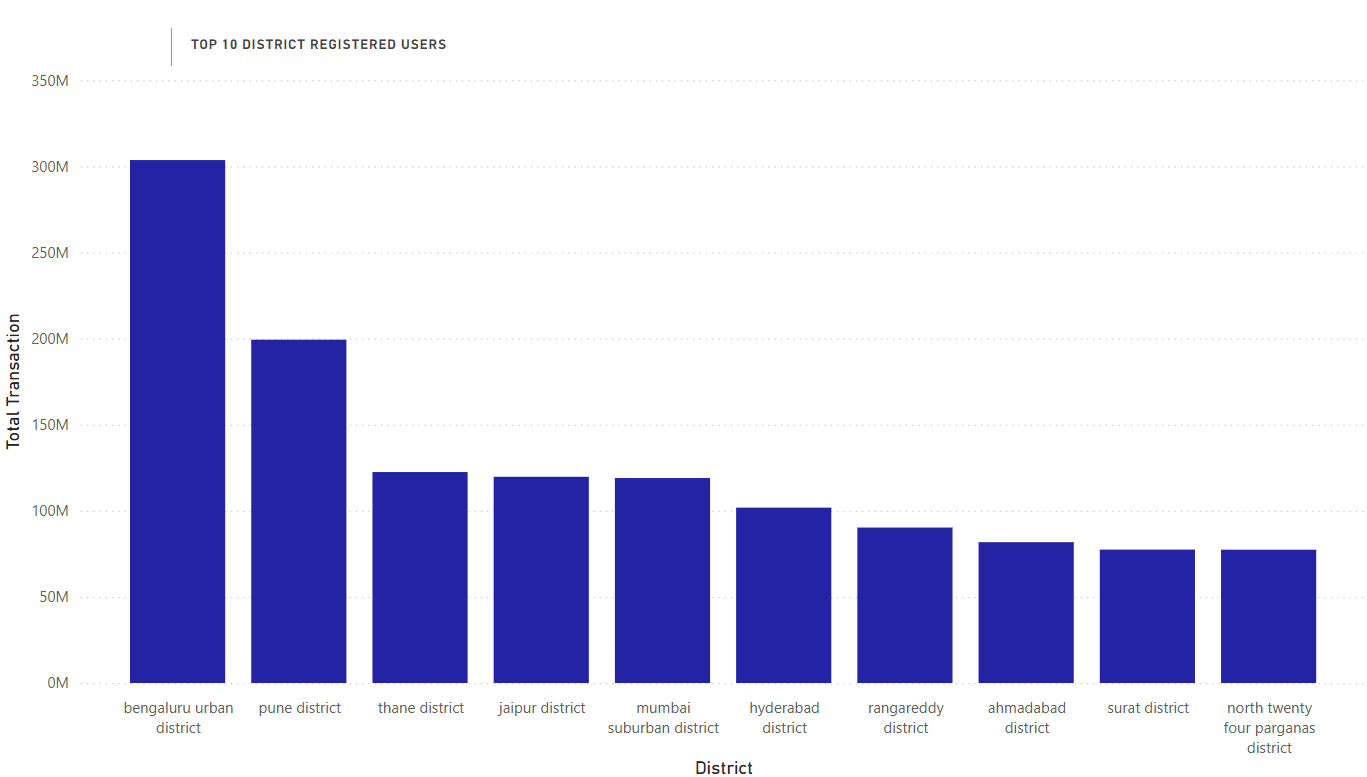 TOP 10 DISTRICT REGISTERED USERS
350M
300M
250M
200M
150M
100M
50M
0M
Total Transaction
bengaluru urban
district
pune district
thane district
jaipur district
mumbai
suburban district
hyderabad
district
rangareddy
district
ahmadabad
district
surat district
north twenty
four parganas
district
District